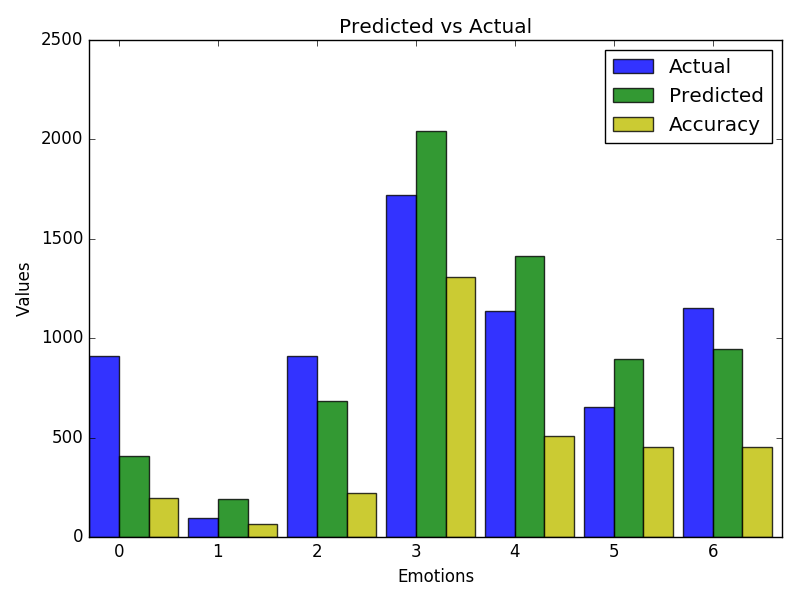 Predicted vs Actual
2500
2000
1500
1000
500
0
Values
Actual
Predicted
Accuracy
0 1 2 3 4 5 6
Emotions